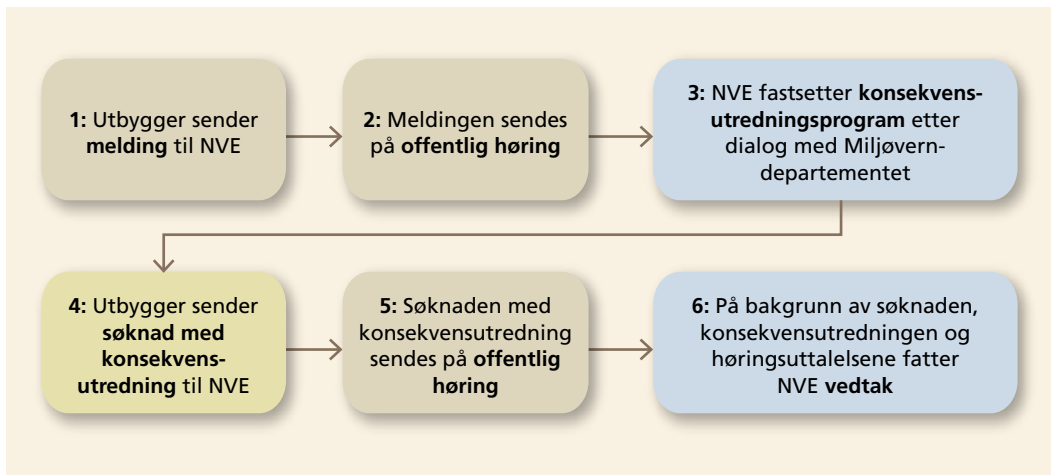 1: Utbygger sender
melding til NVE
2: Meldingen sendes
på offentlig høring
3: NVE fastsetter konsekvens-
utredningsprogram etter
dialog med Miljøvern-
departementet
4: Utbygger sender
søknad med
konsekvens-
utredning til NVE
5: Søknaden med
konsekvensutredning
sendes på offentlig
høring
6: På bakgrunn av søknaden,
konsekvensutredningen og
høringsuttalelsene fatter
NVE vedtak